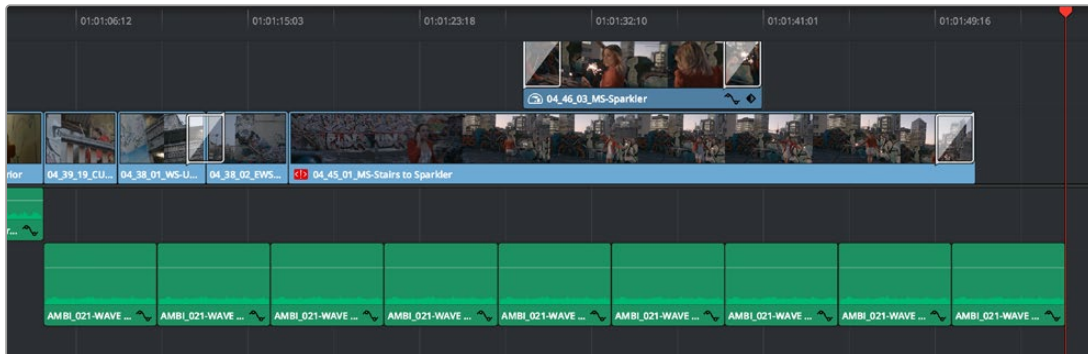 01:01:06:12 01:01:15:03 01:01:23:18 01:01:32:10 01:01:41:01 01:01:49:16
04_46_03_MS-Sparkler
rior 04_39_19_CU... 04_38_01_WS-U... 04_38_02_EWS... 04_45_01_MS-Stairs to Sparkler
r...
AMBI_021-WAVE ... AMBI_021-WAVE ... AMBI_021-WAVE ... AMBI_021-WAVE ... AMBI_021-WAVE ... AMBI_021-WAVE ... AMBI_021-WAVE ... AMBI_021-WAVE ... AMBI_021-WAVE ...